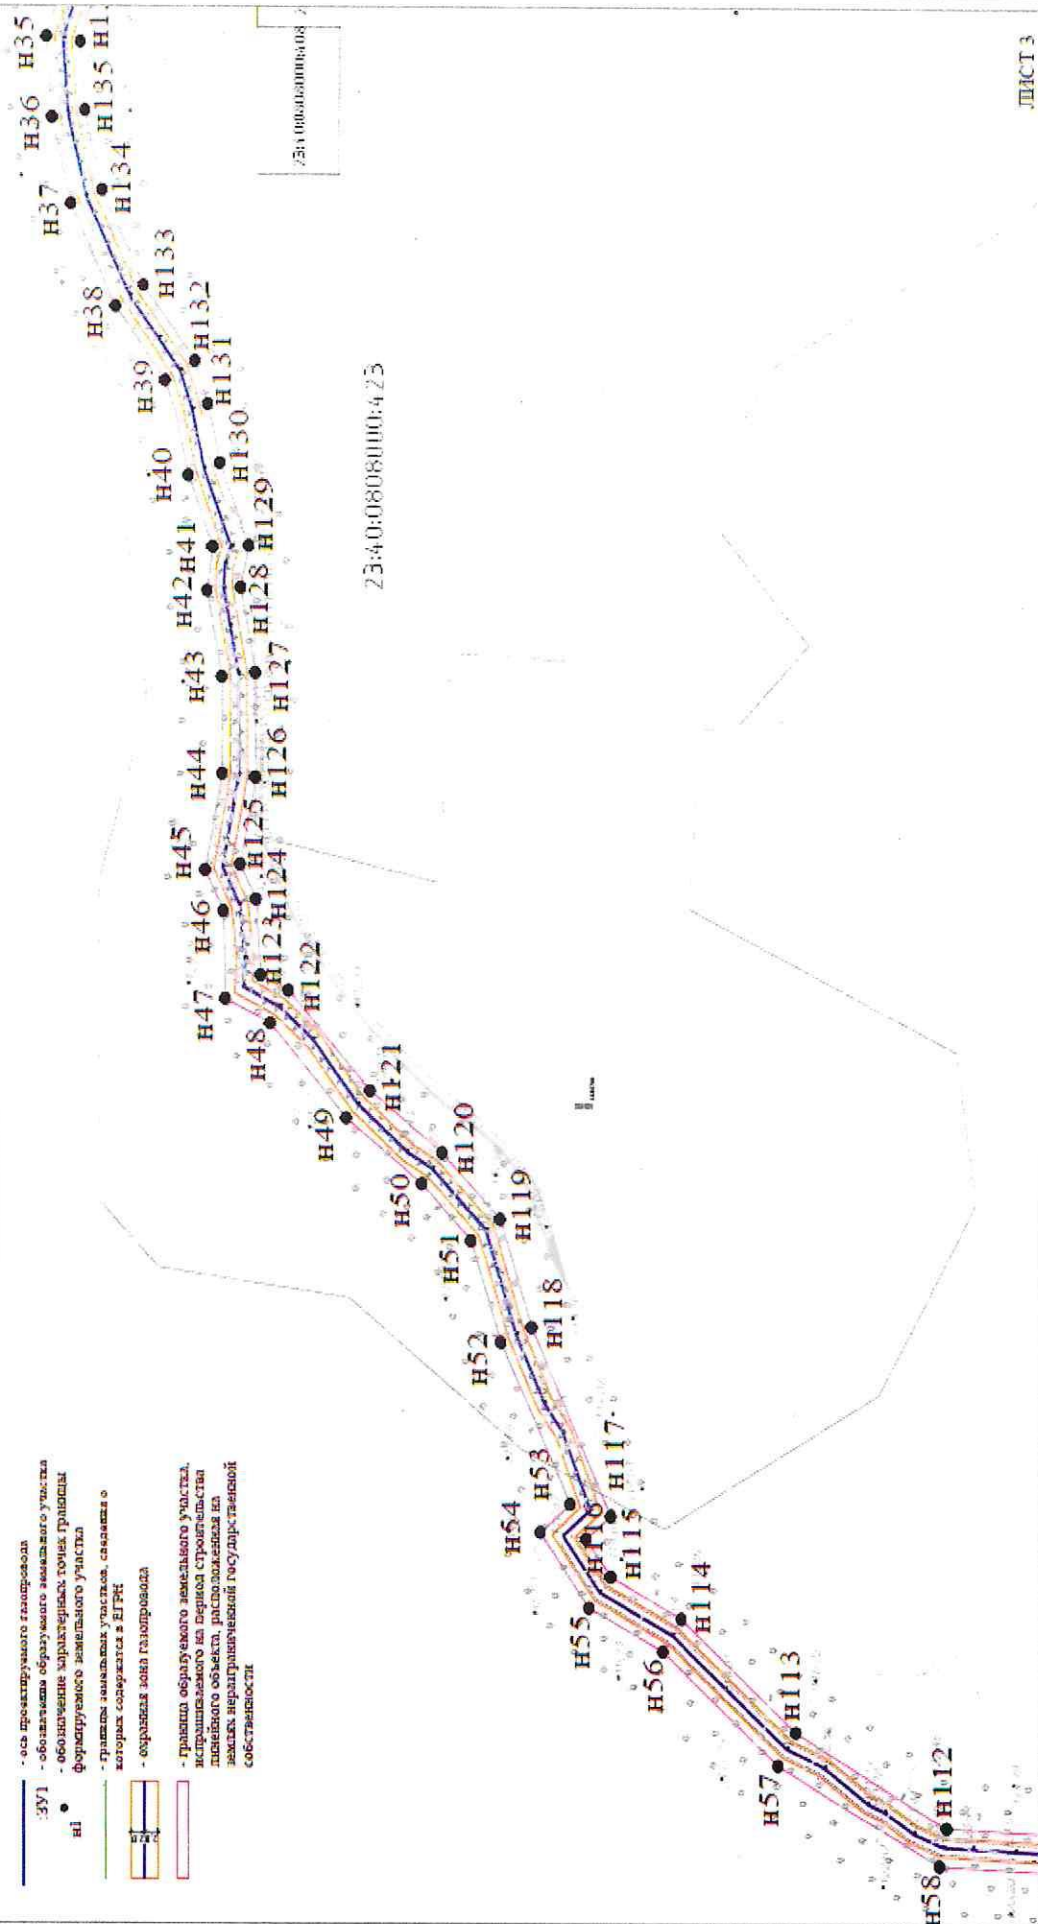 - ось проектируемого газопровода
:ЗУ1 - обозначение образуемого земельного участка
н1 - обозначение характерных точек границы
формируемого земельного участка
- границы земельных участков, сведения о
которых содержатся в ЕГРН
- охранная зона газопровода
- граница образуемого земельного участка,
испрашиваемого на период строительства
линейного объекта, расположенная на
землях неразграниченной государственной
собственности
Н35
Н36
Н37
Н38
Н39
Н40
Н41
Н42
Н43
Н44
Н45
Н46
Н47
Н48
Н49
Н50
Н51
Н52
Н53
Н54
Н55
Н56
Н57
Н58
Н112
Н113
Н114
Н115
Н116
Н117
Н118
Н119
Н120
Н121
Н122
Н123
Н124
Н125
Н126
Н127
Н128
Н129
Н130
Н131
Н132
Н133
Н134
Н135
23:40:0808000:423
ЛИСТ 3